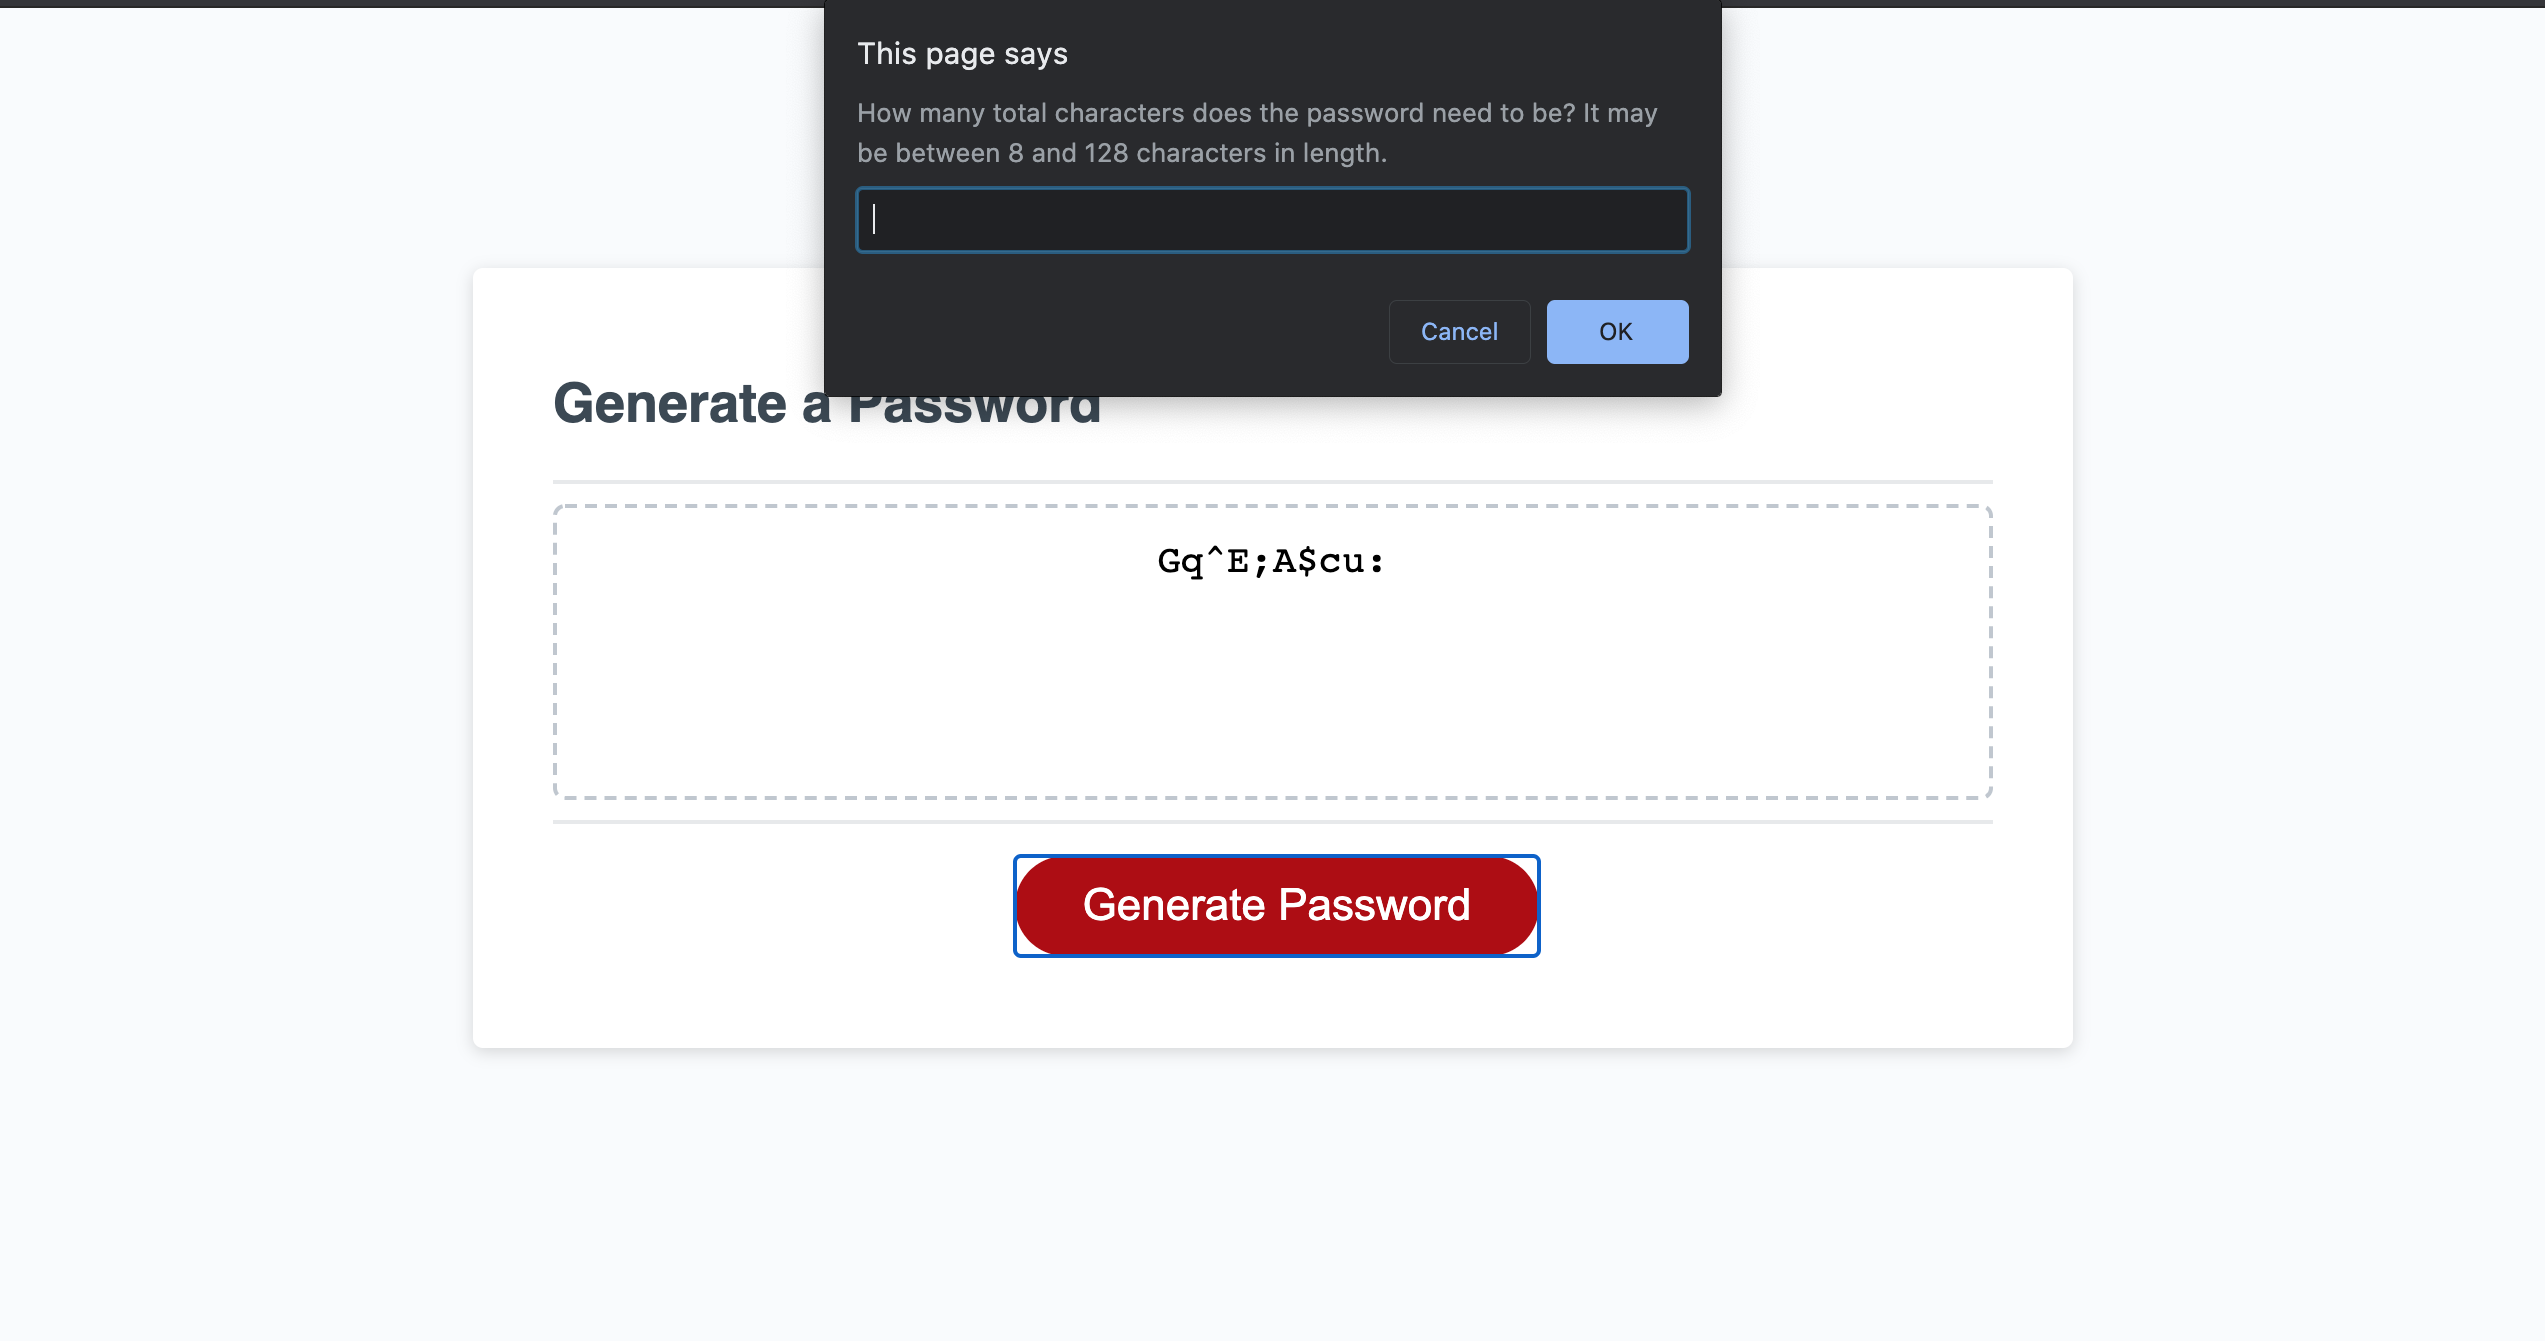 This page says
How many total characters does the password need to be? It may
be between 8 and 128 characters in length.
Cancel
OK
Generate a Password
Gq^E;A$cu:
Generate Password